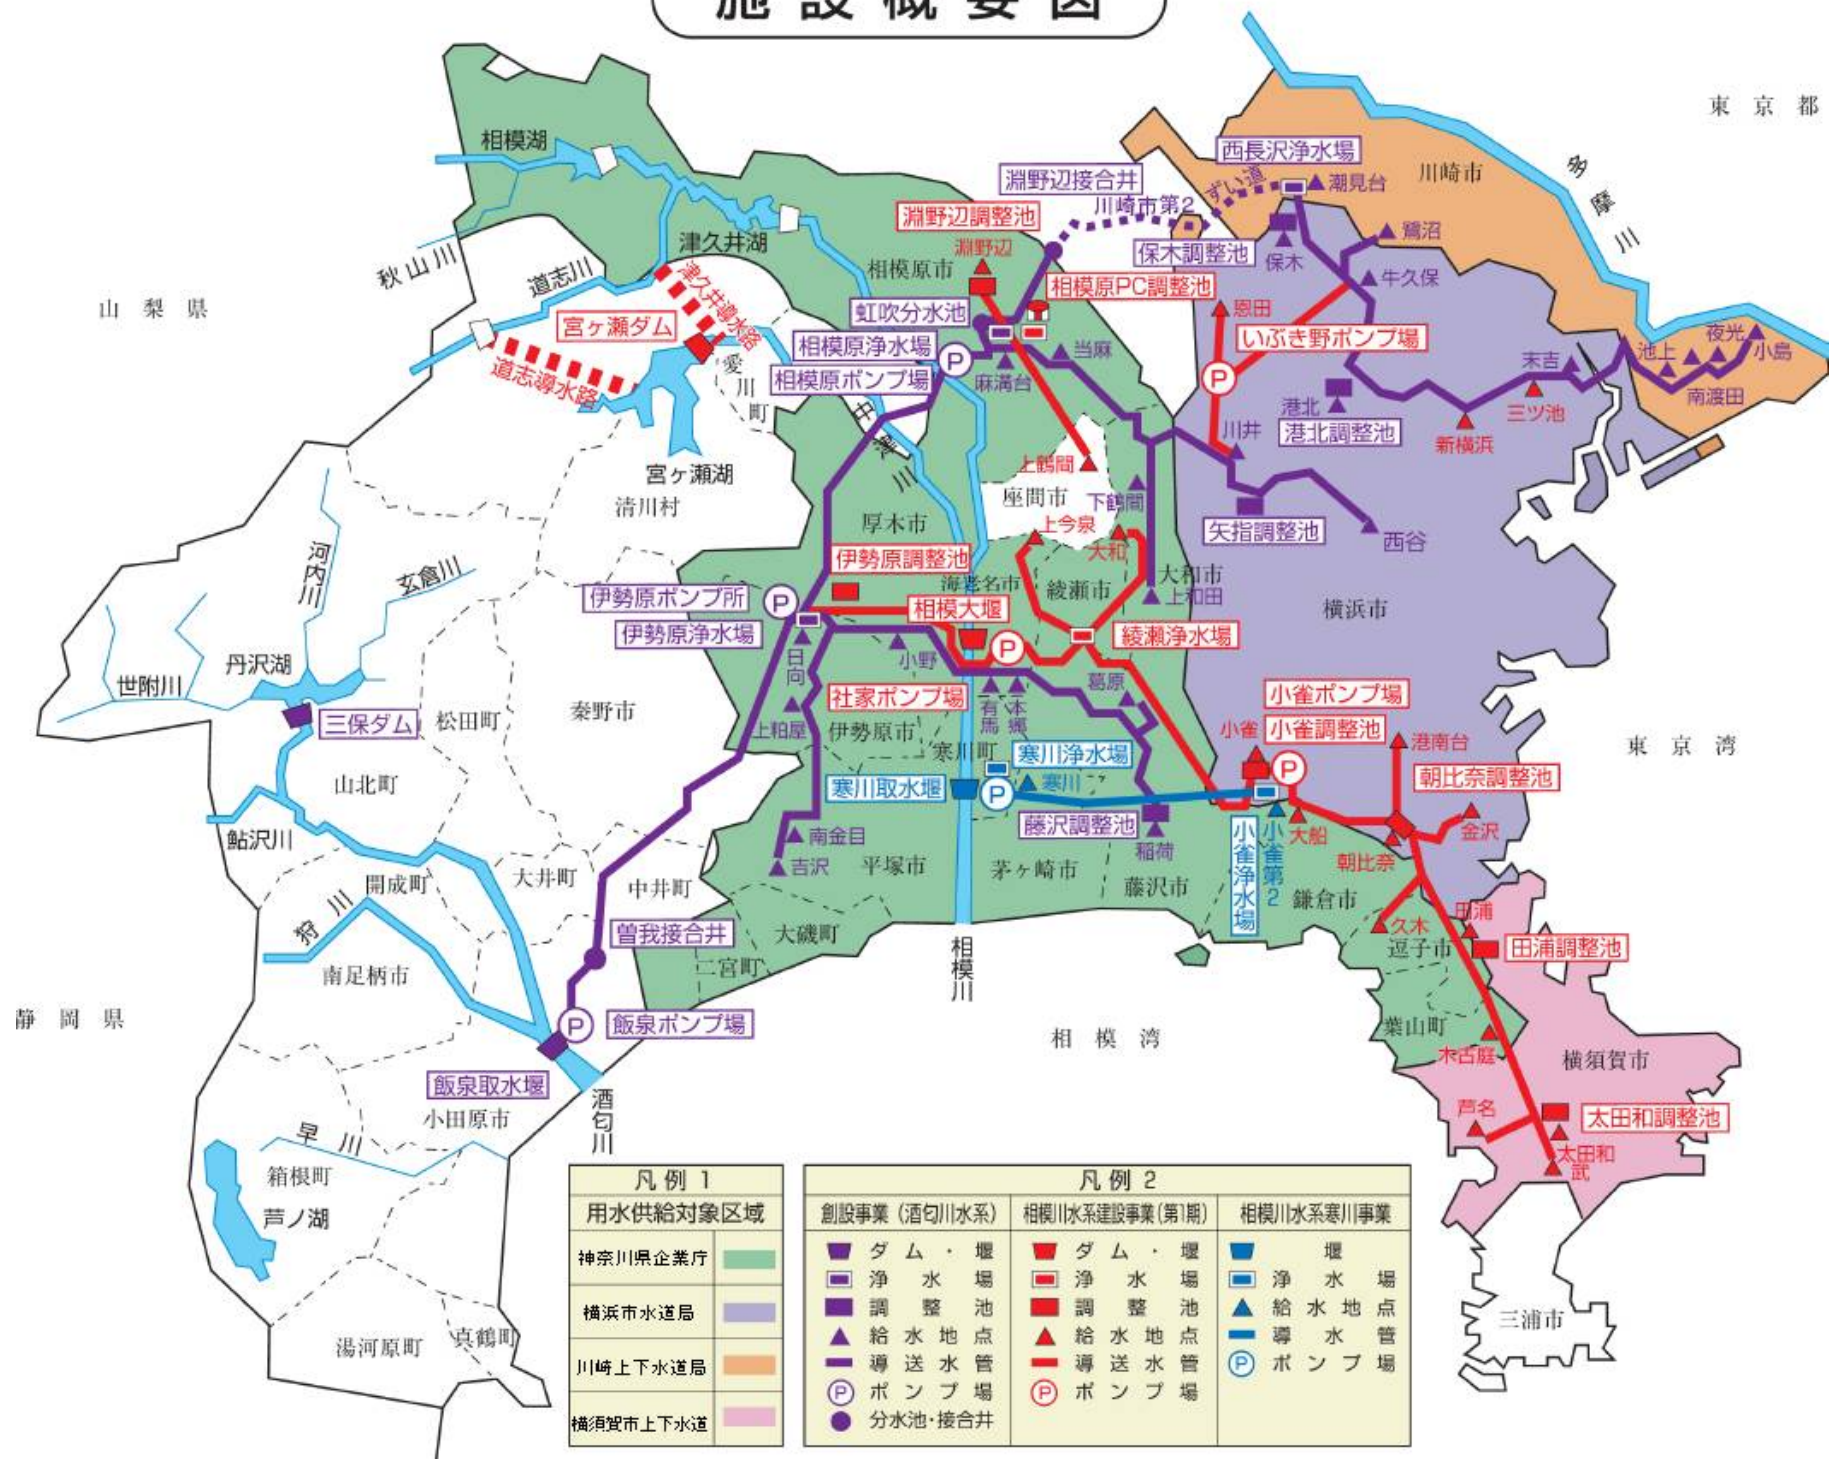 施設概要図
東京都
多摩川
川崎市
西長沢浄水場
潮見台
ずい道
川崎市第2
淵野辺接合井
淵野辺調整池
淵野辺
相模湖
津久井湖
相模原市
保木調整池
保木
鷺沼
牛久保
秋山川
道志川
津久井導水路
山梨県
宮ヶ瀬ダム
道志導水路
愛川町
中津川
虹吹分水池
相模原浄水場
相模原ポンプ場
相模原PC調整池
麻溝台
当麻
恩田
いぶき野ポンプ場
末吉
池上
夜光
小島
南渡田
三ツ池
新横浜
港北
港北調整池
川井
宮ヶ瀬湖
清川村
上鶴間
座間市
下鶴間
矢指調整池
西谷
厚木市
上今泉
大和
伊勢原調整池
海老名市
綾瀬市
大和市
上和田
横浜市
河内川
玄倉川
伊勢原ポンプ所
伊勢原浄水場
相模大堰
綾瀬浄水場
日向
小野
丹沢湖
世附川
三保ダム
松田町
秦野市
社家ポンプ場
有馬
本郷
葛原
上粕屋
伊勢原市
寒川町
寒川浄水場
寒川取水堰
寒川
小雀ポンプ場
小雀
小雀調整池
港南台
朝比奈調整池
東京湾
山北町
鮎沢川
南金目
吉沢
平塚市
藤沢調整池
稲荷
茅ヶ崎市
藤沢市
小雀浄水場
小雀第2
大船
朝比奈
金沢
鎌倉市
開成町
大井町
中井町
狩川
南足柄市
曽我接合井
大磯町
二宮町
相模川
久木
田浦
逗子市
田浦調整池
静岡県
飯泉ポンプ場
相模湾
葉山町
木古庭
横須賀市
飯泉取水堰
小田原市
酒匂川
早川
箱根町
芦ノ湖
芦名
太田和調整池
太田和
武
湯河原町
真鶴町
三浦市
P
P
P
P
P
P
P
凡例1
用水供給対象区域
神奈川県企業庁
横浜市水道局
川崎上下水道局
横須賀市上下水道
凡例2
創設事業(酒匂川水系)
ダム・堰
浄水場
調整池
給水地点
導送水管
P ポンプ場
分水池・接合井
相模川水系建設事業(第1期)
ダム・堰
浄水場
調整池
給水地点
導送水管
P ポンプ場
相模川水系寒川事業
堰
浄水場
給水地点
導水管
P ポンプ場